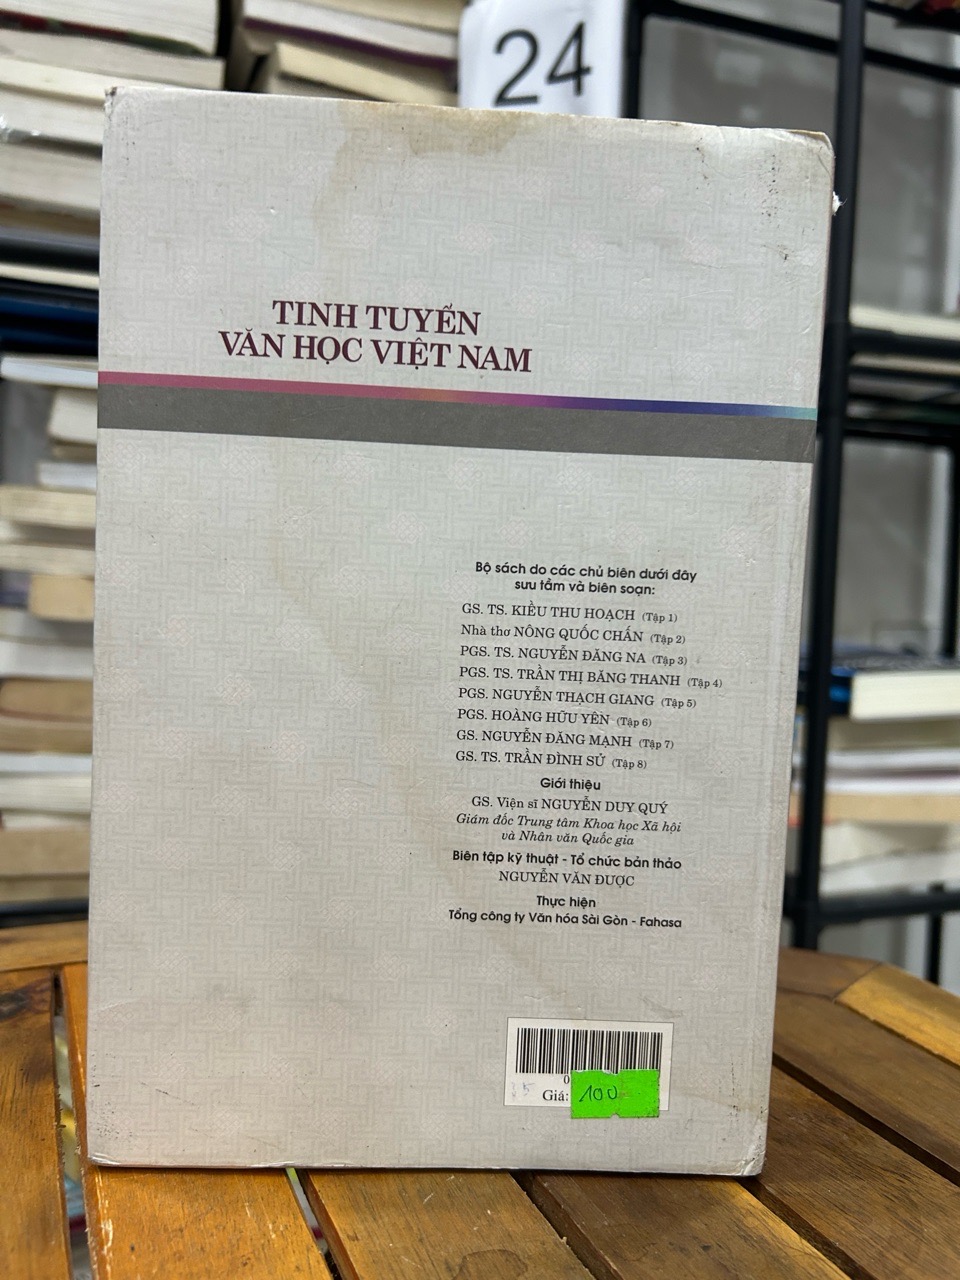 24
TINH TUYỂN
VĂN HỌC VIỆT NAM
Bộ sách do các chủ biên dưới đây
sưu tầm và biên soạn:
GS. TS. KIỀU THU HOẠCH (Tập 1)
Nhà thơ NÔNG QUỐC CHẤN (Tập 2)
PGS. TS. NGUYỄN ĐĂNG NA (Tập 3)
PGS. TS. TRẦN THỊ BĂNG THANH (Tập 4)
PGS. NGUYỄN THẠCH GIANG (Tập 5)
PGS. HOÀNG HỮU YÊN (Tập 6)
GS. NGUYỄN ĐĂNG MẠNH (Tập 7)
GS. TS. TRẦN ĐÌNH SỬ (Tập 8)
Giới thiệu
GS. Viện sĩ NGUYỄN DUY QUÝ
Giám đốc Trung tâm Khoa học Xã hội
và Nhân văn Quốc gia
Biên tập kỹ thuật - Tổ chức bản thảo
NGUYỄN VĂN ĐƯỢC
Thực hiện
Tổng công ty Văn hóa Sài Gòn - Fahasa
0
Giá: 100